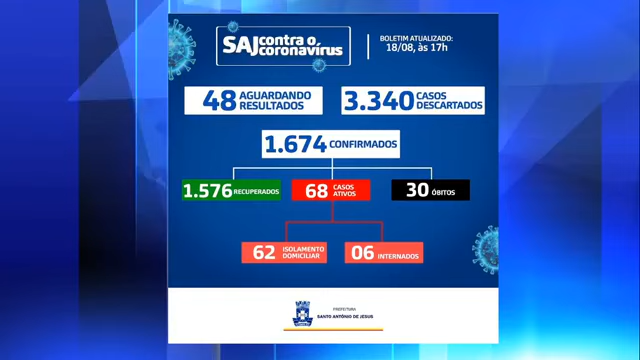 SAJ contra o
coronavírus
BOLETIM ATUALIZADO:
18/08, às 17h
48 AGUARDANDO
RESULTADOS
3.340 CASOS
DESCARTADOS
1.674 CONFIRMADOS
1.576 RECUPERADOS
68 CASOS
ATIVOS
30 ÓBITOS
62 ISOLAMENTO
DOMICILIAR
06 INTERNADOS
PREFEITURA
SANTO ANTÔNIO DE JESUS